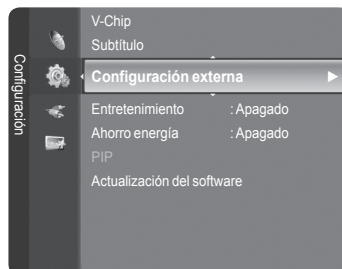 Configuración
V-Chip
Subtítulo
Configuración externa
Entretenimiento : Apagado
Ahorro energía : Apagado
PIP
Actualización del software